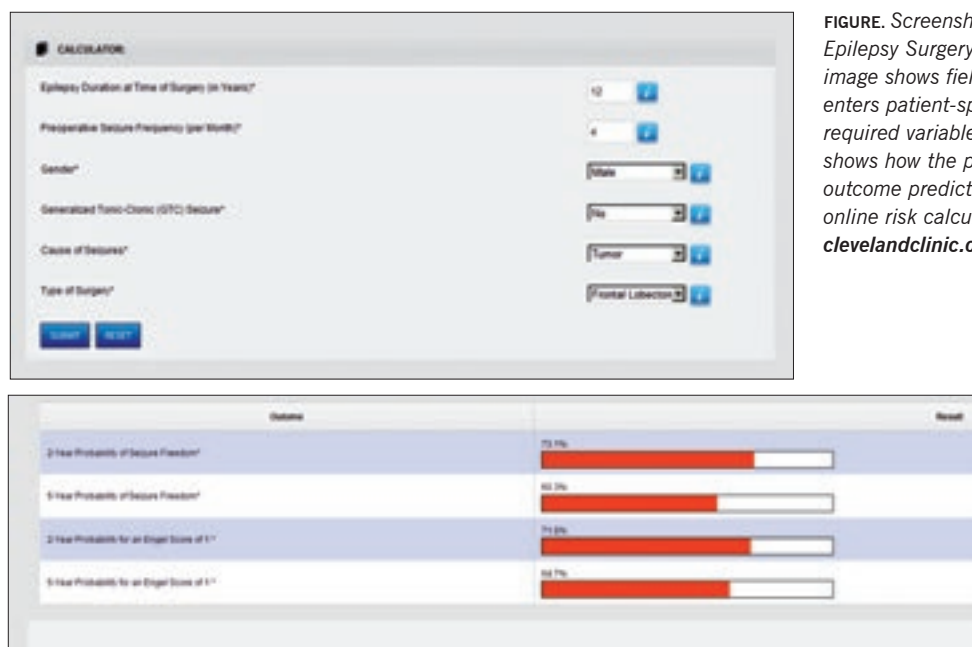 FIGURE. Screensh
Epilepsy Surgery
image shows fiel
enters patient-sp
required variable
shows how the p
outcome predict
online risk calcu
clevelandclinic.c
CALCULATOR:
Epilepsy Duration at Time of Surgery (in Years)*
12
Preoperative Seizure Frequency (per Month)*
4
Gender*
Male
Generalized Tonic-Clonic (GTC) Seizure*
No
Cause of Seizures*
Tumor
Type of Surgery*
Frontal Lobectom
SUBMIT RESET
Outcome Result
2-Year Probability of Seizure Freedom*
5-Year Probability of Seizure Freedom*
2-Year Probability for an Engel Score of 1*
5-Year Probability for an Engel Score of 1*